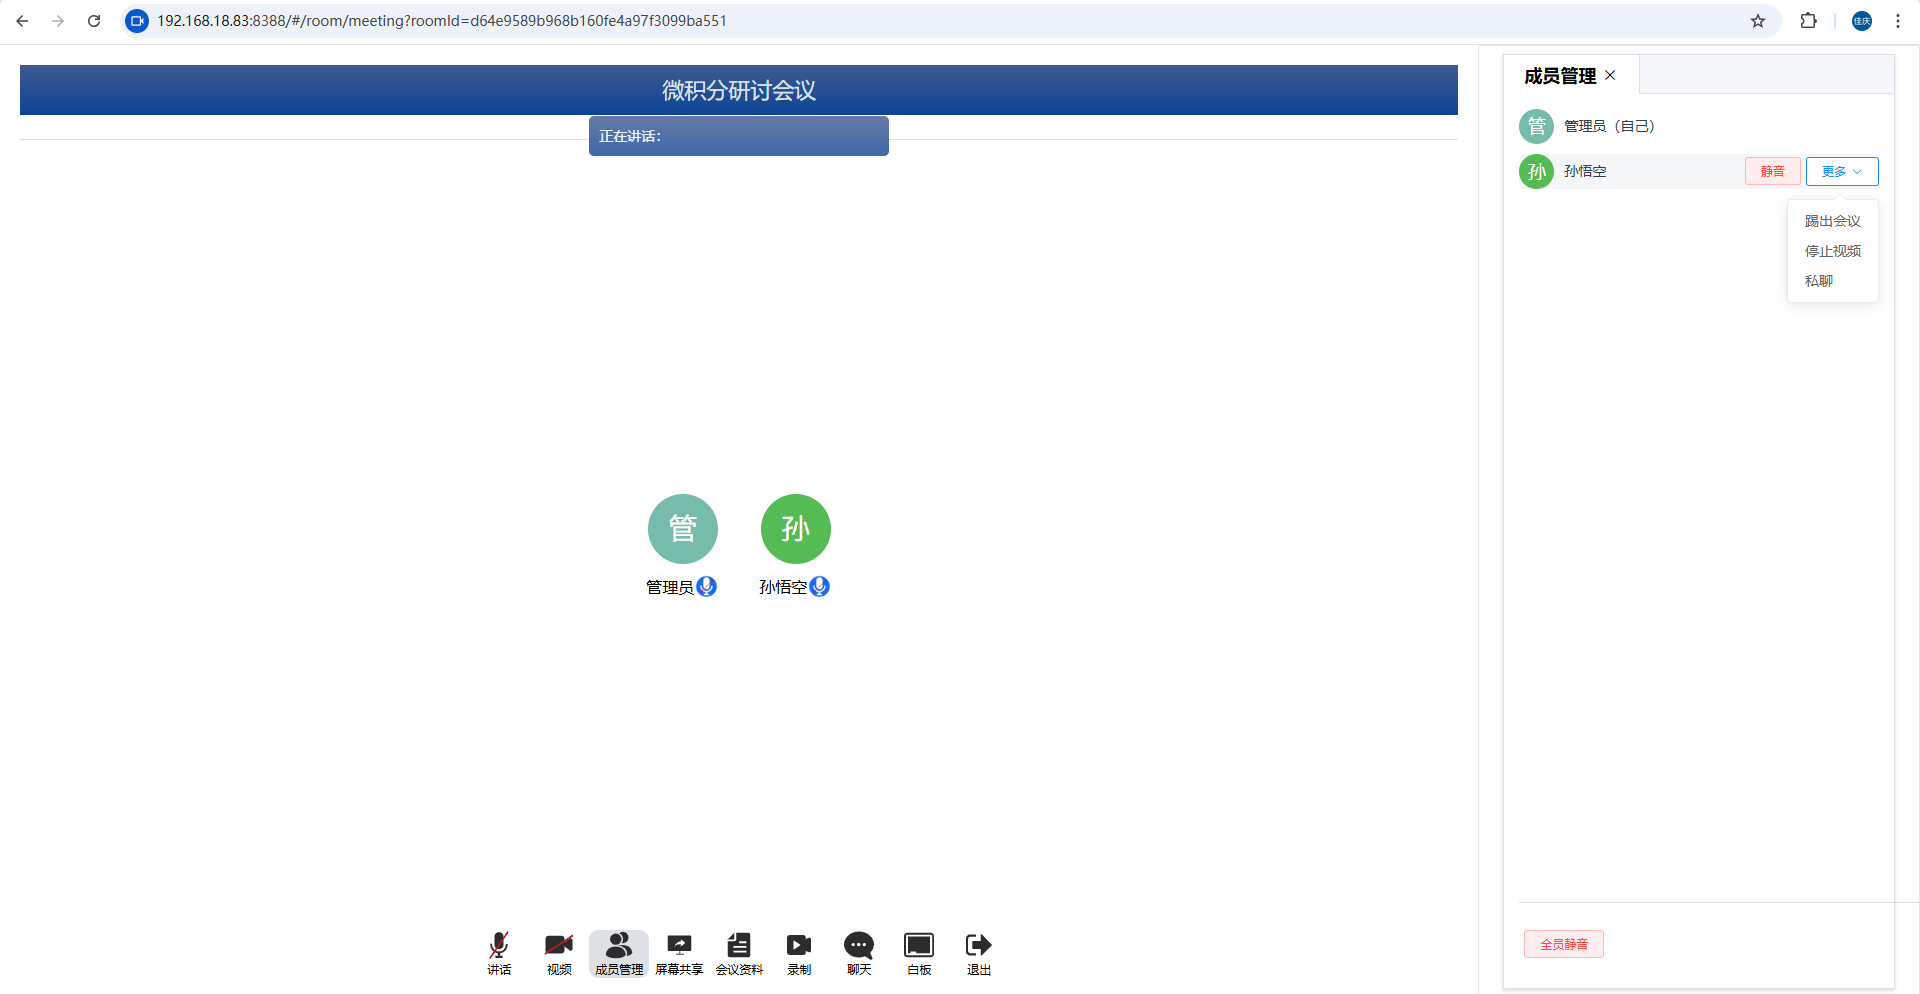 192.168.18.83:8388/#/room/meeting?roomId=d64e9589b968b160fe4a97f3099ba551
佳庆
微积分研讨会议
正在讲话：
管
管理员
孙
孙悟空
讲话
视频
成员管理
屏幕共享
会议资料
录制
聊天
白板
退出
成员管理
管
管理员（自己）
孙
孙悟空
静音
更多
踢出会议
停止视频
私聊
全员静音